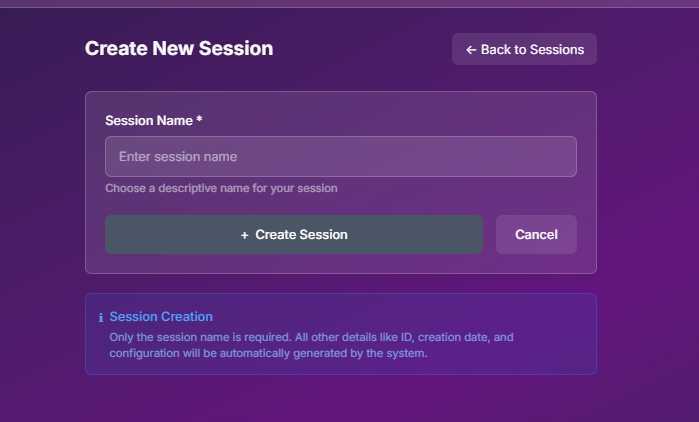 Create New Session
← Back to Sessions
Session Name *
Enter session name
Choose a descriptive name for your session
+ Create Session
Cancel
ℹ Session Creation
Only the session name is required. All other details like ID, creation date, and
configuration will be automatically generated by the system.